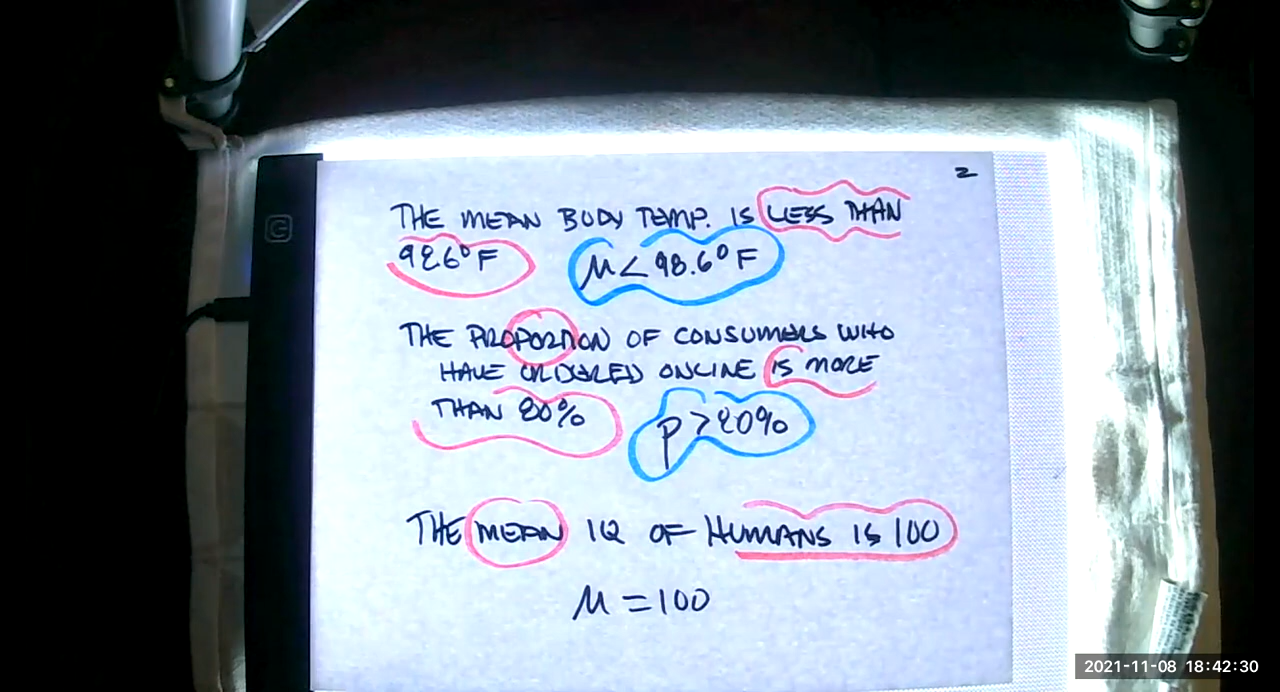 2
THE MEAN BODY TEMP. IS LESS THAN
98.6° F
μ < 98.6° F
THE PROPORTION OF CONSUMERS WHO
HAVE ORDERED ONLINE IS MORE
THAN 80%
p > 80%
THE MEAN IQ OF HUMANS IS 100
μ = 100
2021-11-08 18:42:30